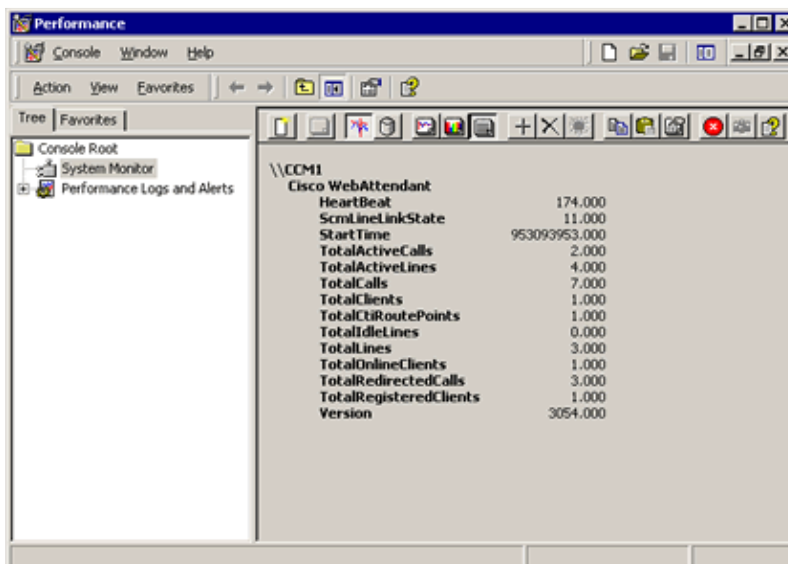 Performance
Console Window Help
Action View Favorites
Tree Favorites
Console Root
System Monitor
Performance Logs and Alerts
\\CCM1
Cisco WebAttendant
HeartBeat 174.000
ScmLineLinkState 11.000
StartTime 953093953.000
TotalActiveCalls 2.000
TotalActiveLines 4.000
TotalCalls 7.000
TotalClients 1.000
TotalCtiRoutePoints 1.000
TotalIdleLines 0.000
TotalLines 3.000
TotalOnlineClients 1.000
TotalRedirectedCalls 3.000
TotalRegisteredClients 1.000
Version 3054.000